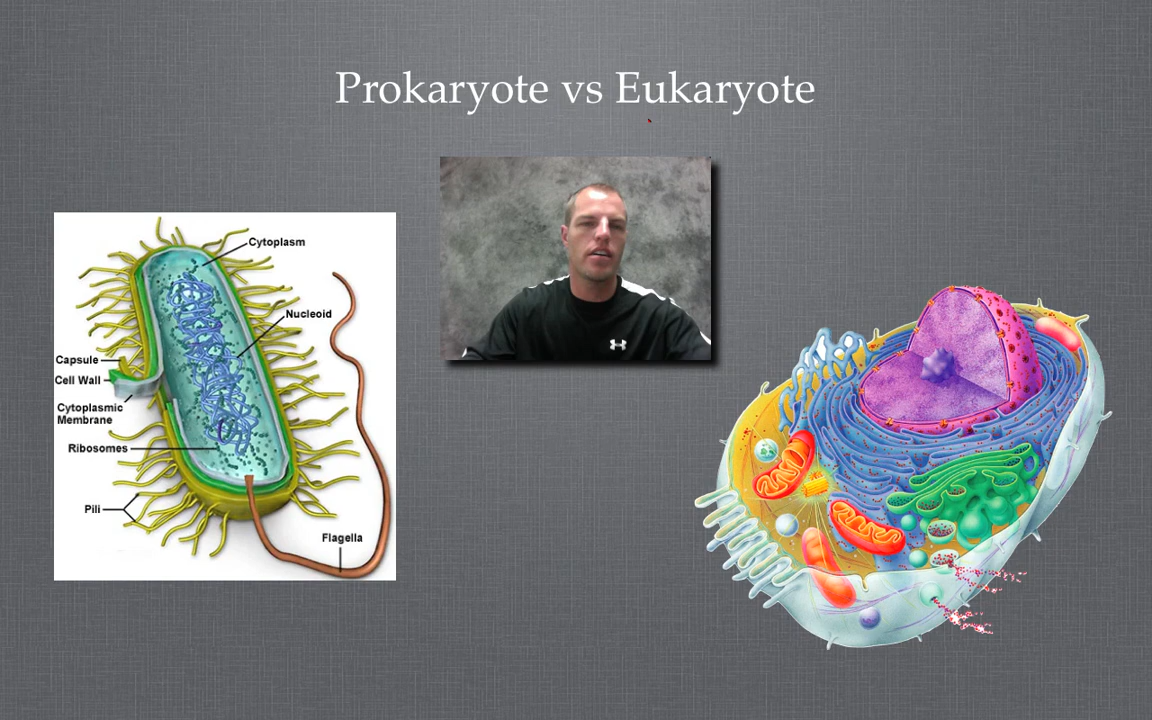 Prokaryote vs Eukaryote
Cytoplasm
Nucleoid
Capsule
Cell Wall
Cytoplasmic
Membrane
Ribosomes
Pili
Flagella